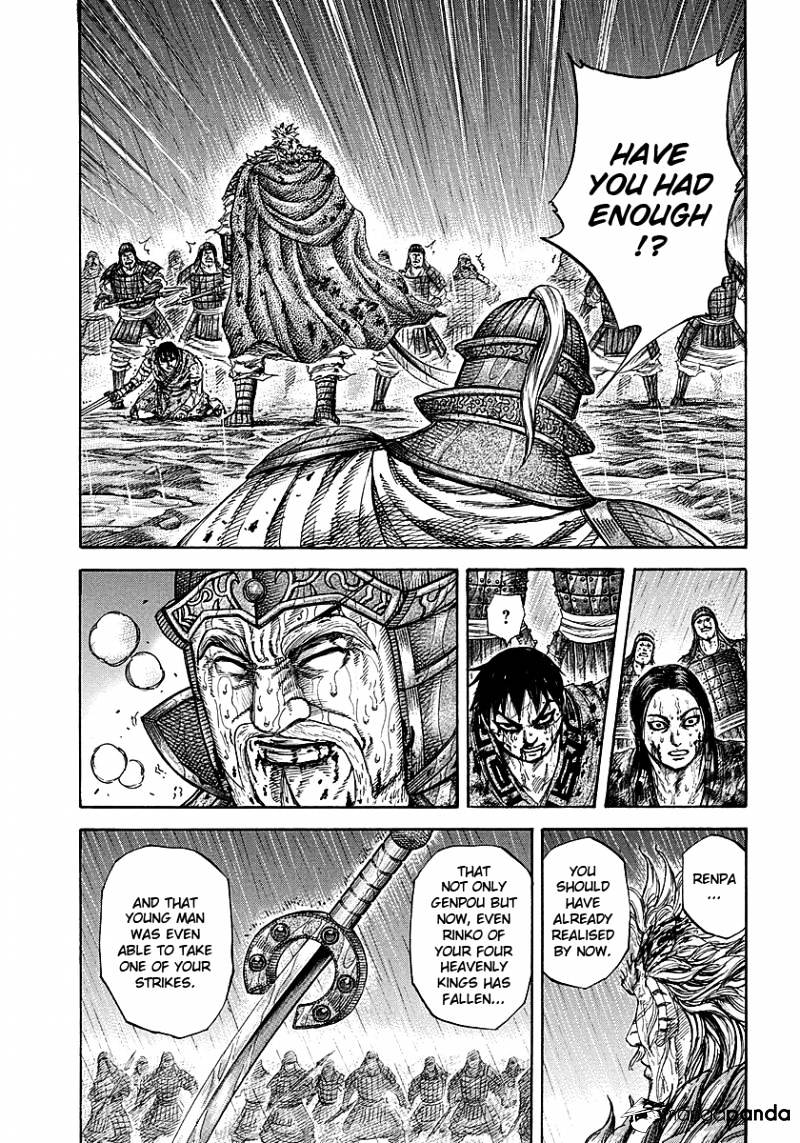 HAVE
YOU HAD
ENOUGH
!?
?
RENPA
...
YOU
SHOULD
HAVE
ALREADY
REALISED
BY NOW.
THAT
NOT ONLY
GENPOU BUT
NOW, EVEN
RINKO OF
YOUR FOUR
HEAVENLY
KINGS HAS
FALLEN...
AND THAT
YOUNG MAN
WAS EVEN
ABLE TO TAKE
ONE OF YOUR
STRIKES.
mangapanda